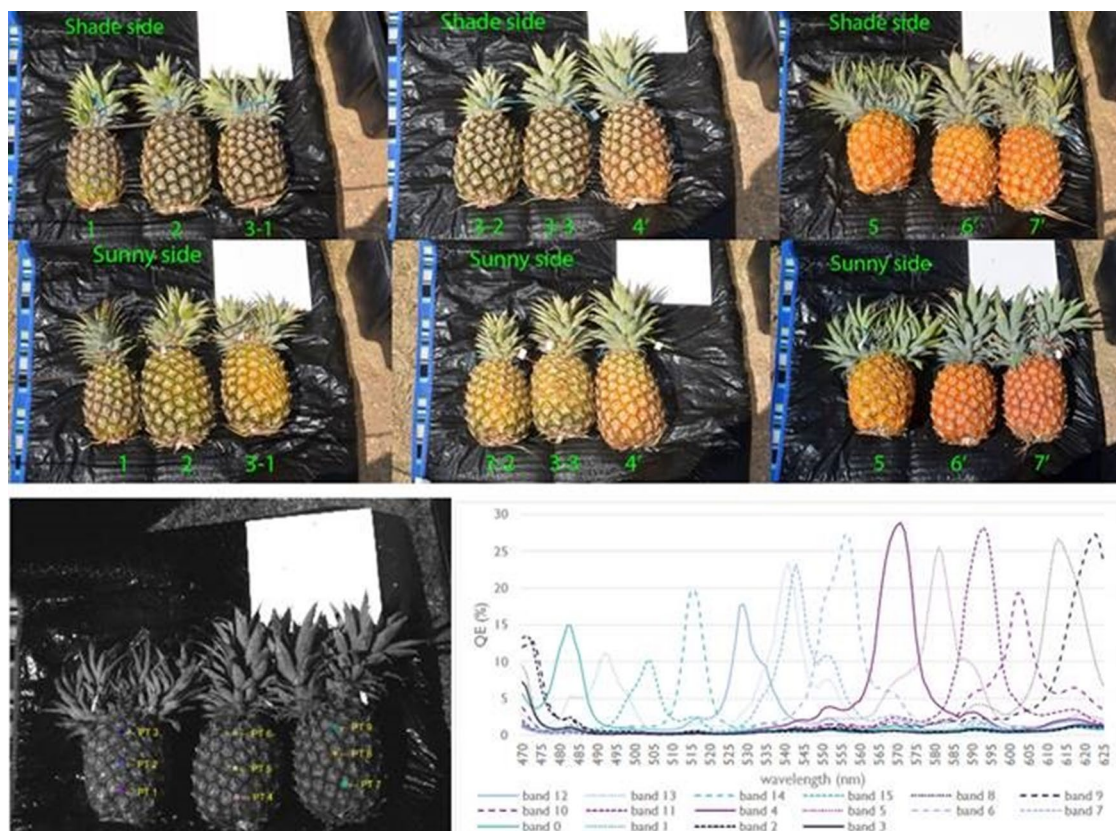 Shade side
Shade side
Shade side
1 2 3-1
3-2 3-3 4'
5 6' 7'
Sunny side
Sunny side
Sunny side
1 2 3-1
3-3 4'
5 6' 7'
PT 3
PT 2
PT 1
PT 6
PT 5
PT 4
PT 9
PT 8
PT 7
QE (%)
30
25
20
15
10
5
0
470 475 480 485 490 495 500 505 510 515 520 525 530 535 540 545 550 555 560 565 570 575 580 585 590 595 600 605 610 615 620 625
wavelength (nm)
band 12 band 13 band 14 band 15 band 8 band 9
band 10 band 11 band 4 band 5 band 6 band 7
band 0 band 1 band 2 band 3